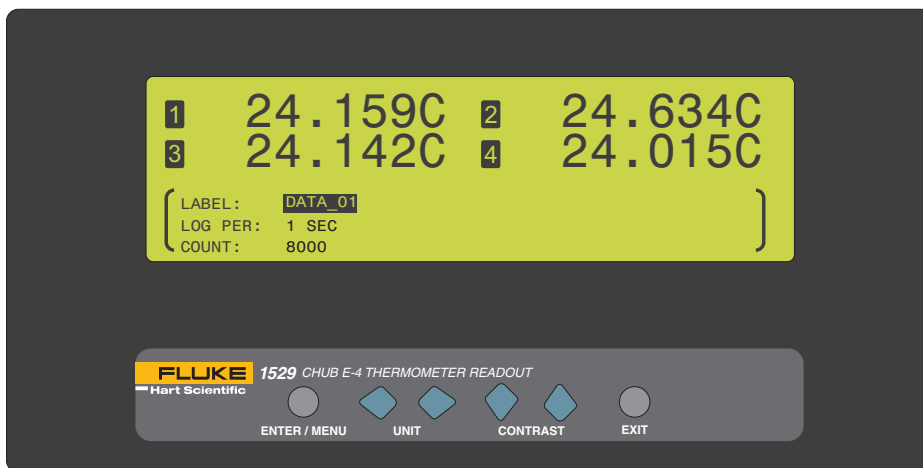 1 24.159C 2 24.634C
3 24.142C 4 24.015C
LABEL: DATA_01
LOG PER: 1 SEC
COUNT: 8000
FLUKE 1529 CHUB E-4 THERMOMETER READOUT
Hart Scientific
ENTER / MENU UNIT CONTRAST EXIT